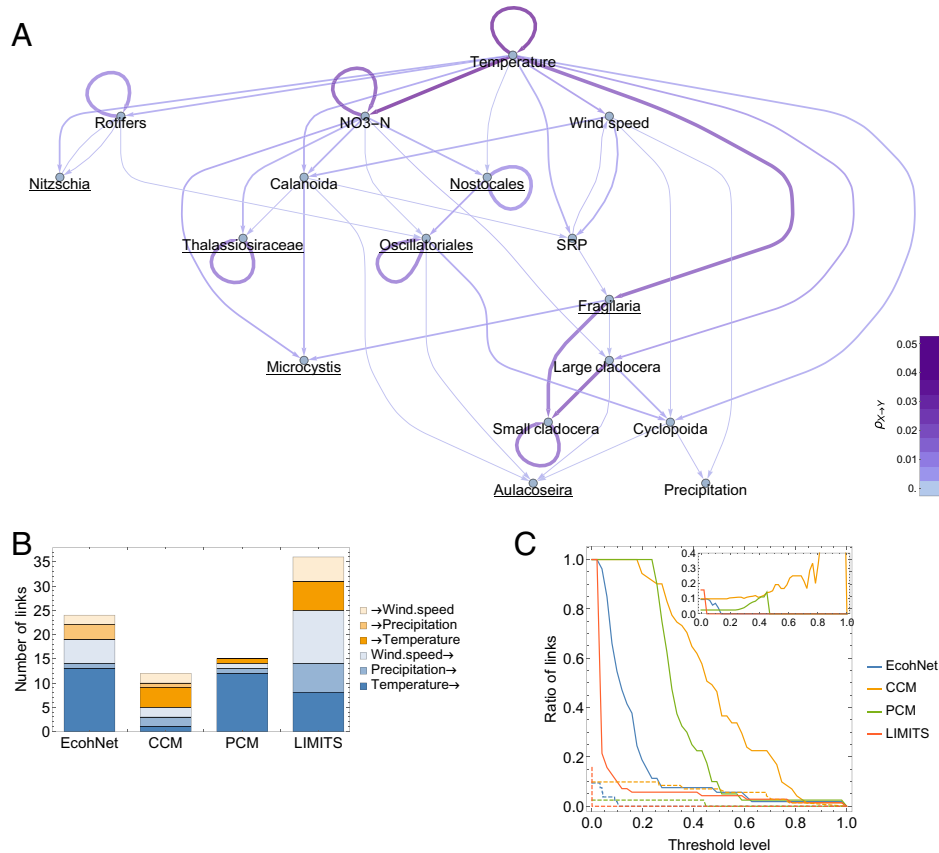 A
Temperature
Rotifers
NO3-N
Wind speed
Nitzschia
Calanoida
Nostocales
Thalassiosiraceae
Oscillatoriales
SRP
Fragilaria
Microcystis
Large cladocera
Small cladocera
Cyclopoida
Aulacoseira
Precipitation
0.05
0.04
0.03
0.02
0.01
0.
ρX→Y
B
Number of links
35
30
25
20
15
10
5
0
EcohNet
CCM
PCM
LIMITS
→Wind.speed
→Precipitation
→Temperature
Wind.speed→
Precipitation→
Temperature→
C
Ratio of links
1.0
0.8
0.6
0.4
0.2
0.0
0.0
0.2
0.4
0.6
0.8
1.0
Threshold level
0.4
0.3
0.2
0.1
0.0
0.0
0.2
0.4
0.6
0.8
1.0
EcohNet
CCM
PCM
LIMITS